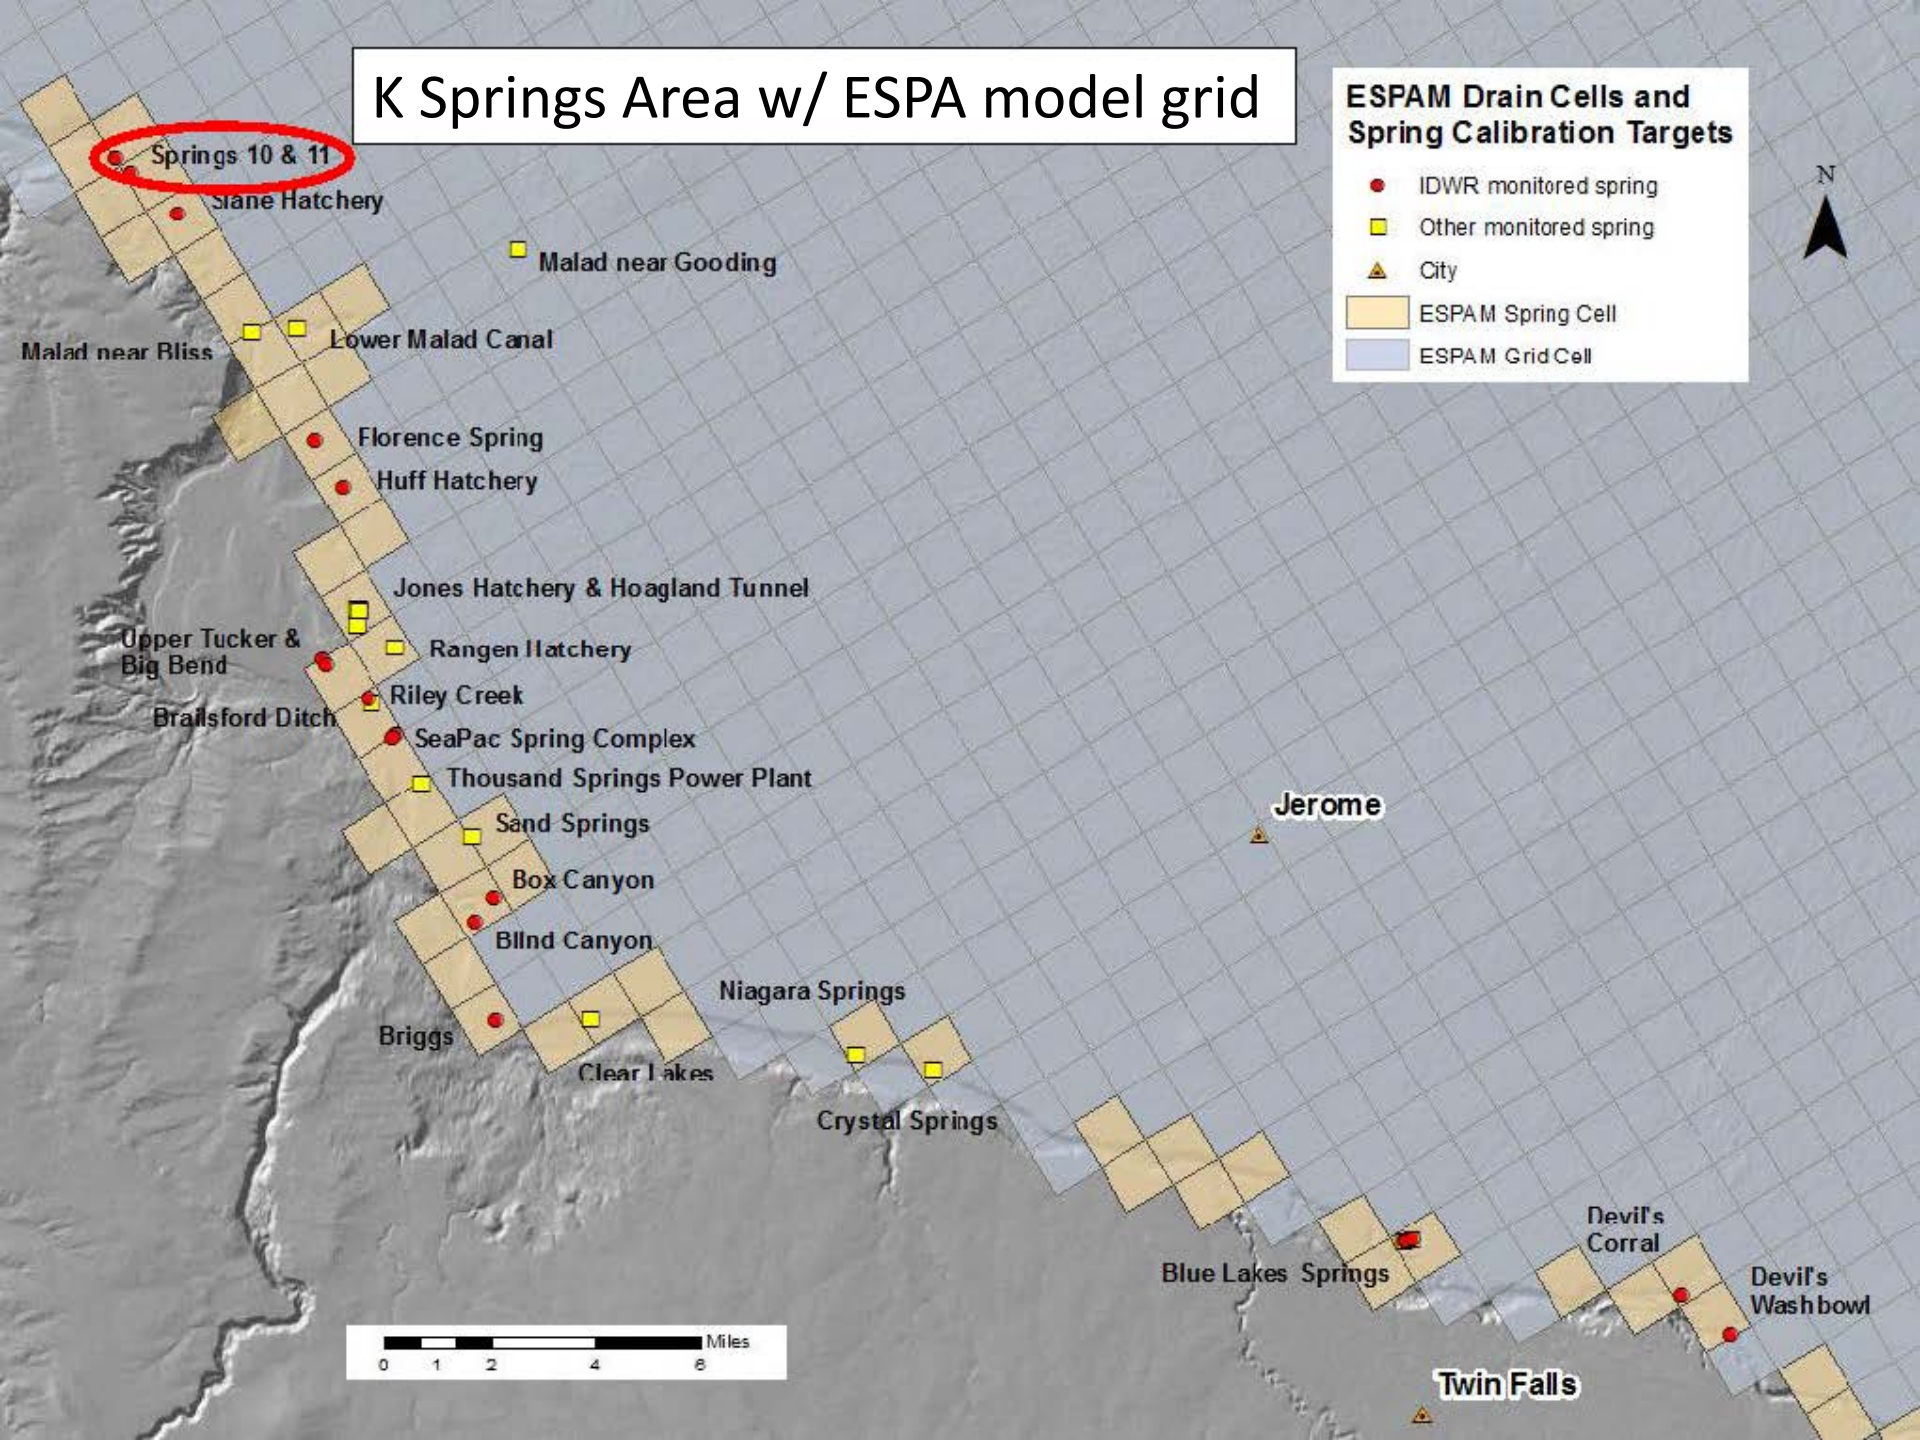 K Springs Area w/ ESPA model grid
ESPAM Drain Cells and
Spring Calibration Targets
IDWR monitored spring
Other monitored spring
City
ESPAM Spring Cell
ESPAM Grid Cell
N
Springs 10 & 11
Slane Hatchery
Malad near Gooding
Lower Malad Canal
Malad near Bliss
Florence Spring
Huff Hatchery
Jones Hatchery & Hoagland Tunnel
Upper Tucker &
Big Bend
Rangen Hatchery
Riley Creek
Brailsford Ditch
SeaPac Spring Complex
Thousand Springs Power Plant
Jerome
Sand Springs
Box Canyon
Blind Canyon
Niagara Springs
Briggs
Clear Lakes
Crystal Springs
Devil's
Corral
Blue Lakes Springs
Devil's
Washbowl
Miles
0 1 2 4 6
Twin Falls